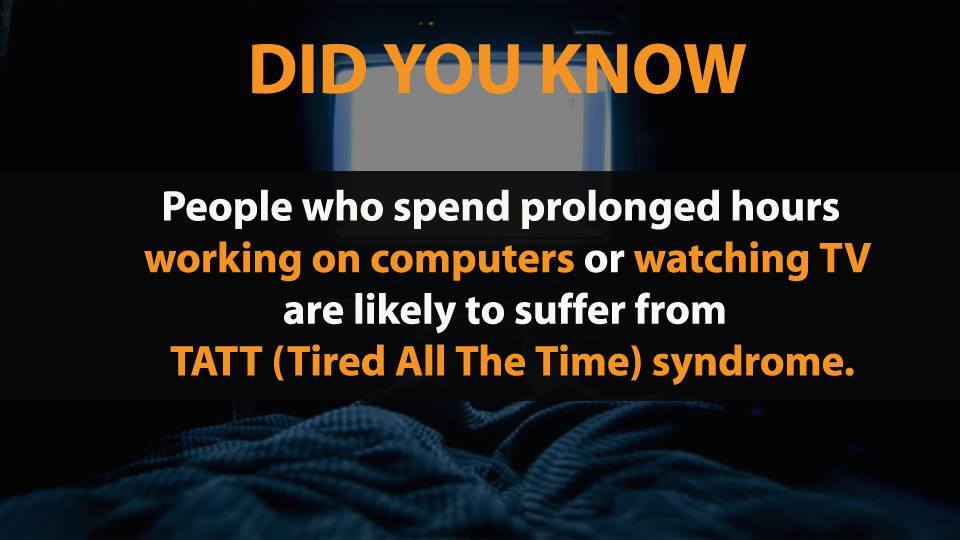 DID YOU KNOW
People who spend prolonged hours
working on computers or watching TV
are likely to suffer from
TATT (Tired All The Time) syndrome.